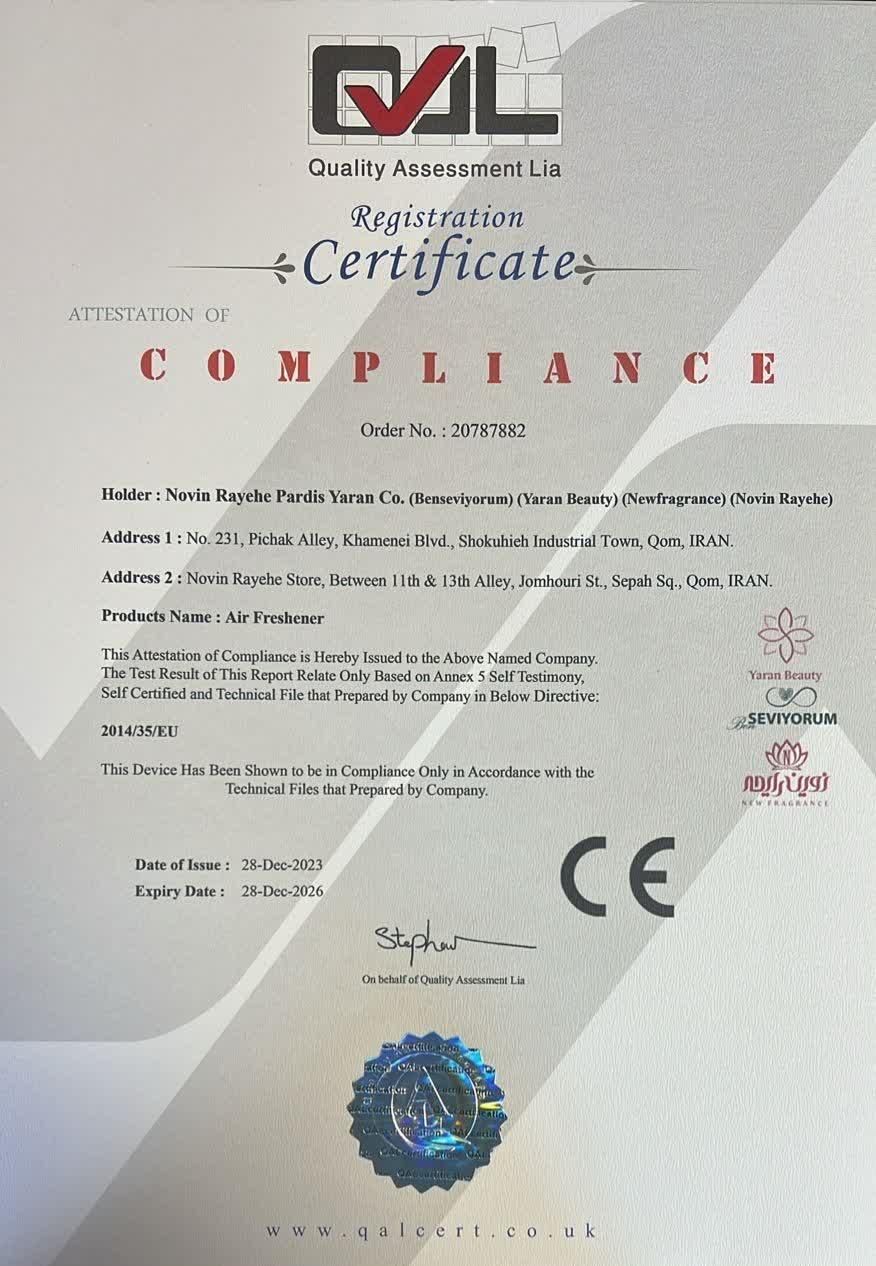 QAL
Quality Assessment Lia
Registration
Certificate
ATTESTATION OF
COMPLIANCE
Order No. : 20787882
Holder : Novin Rayehe Pardis Yaran Co. (Benseviyorum) (Yaran Beauty) (Newfragrance) (Novin Rayehe)
Address 1 : No. 231, Pichak Alley, Khamenei Blvd., Shokuhieh Industrial Town, Qom, IRAN.
Address 2 : Novin Rayehe Store, Between 11th & 13th Alley, Jomhouri St., Sepah Sq., Qom, IRAN.
Products Name : Air Freshener
This Attestation of Compliance is Hereby Issued to the Above Named Company.
The Test Result of This Report Relate Only Based on Annex 5 Self Testimony,
Self Certified and Technical File that Prepared by Company in Below Directive:
2014/35/EU
This Device Has Been Shown to be in Compliance Only in Accordance with the
Technical Files that Prepared by Company.
Yaran Beauty
Ben SEVIYORUM
نوین رایحه
NEW FRAGRANCE
Date of Issue : 28-Dec-2023
Expiry Date : 28-Dec-2026
CE
Stephen
On behalf of Quality Assessment Lia
www.qalcert.co.uk